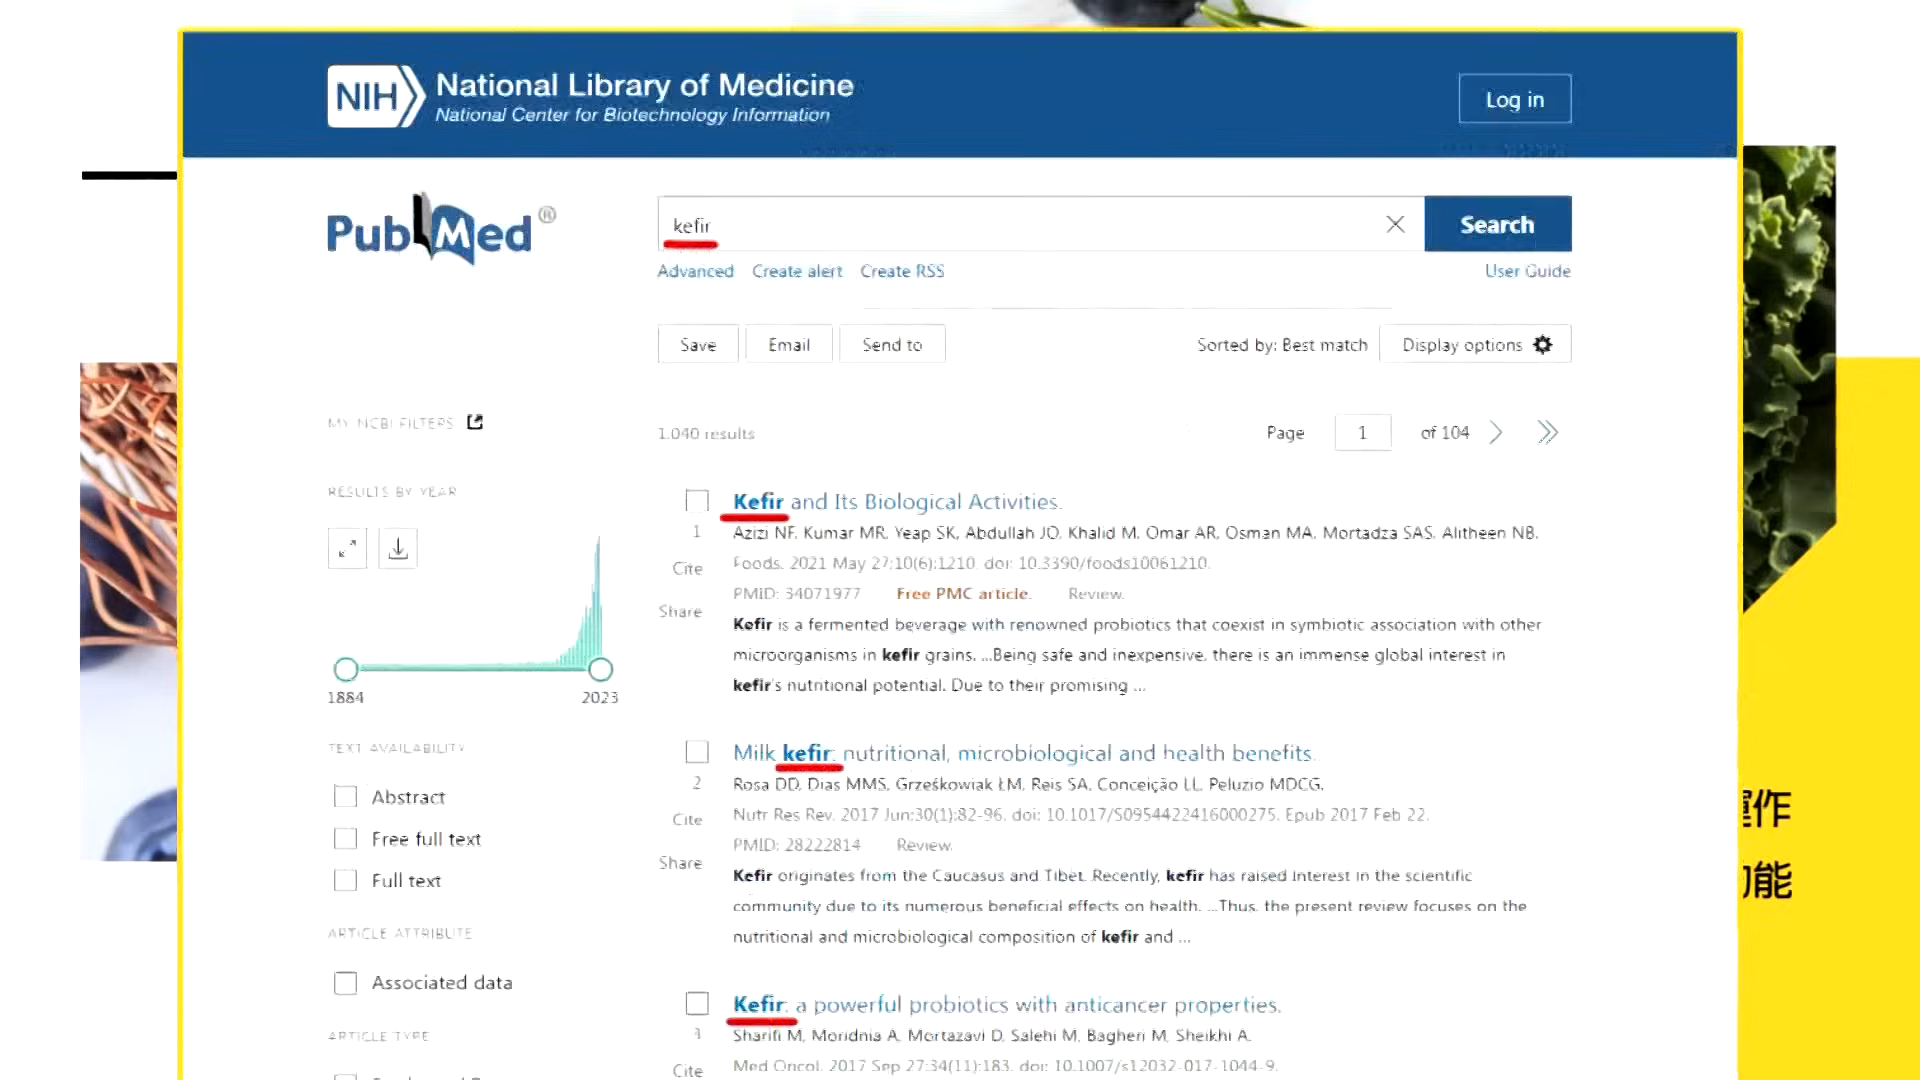 NIH National Library of Medicine
National Center for Biotechnology Information
Log in
PubMed®
kefir
Search
Advanced Create alert Create RSS
User Guide
Save Email Send to
Sorted by: Best match Display options
MY NCBI FILTERS
1,040 results
Page 1 of 104
RESULTS BY YEAR
1884 2023
TEXT AVAILABILITY
Abstract
Free full text
Full text
ARTICLE ATTRIBUTE
Associated data
ARTICLE TYPE
Kefir and Its Biological Activities.
1
Azizi NF, Kumar MR, Yeap SK, Abdullah JO, Khalid M, Omar AR, Osman MA, Mortadza SAS, Alitheen NB.
Cite
Foods. 2021 May 27;10(6):1210. doi: 10.3390/foods10061210.
PMID: 34071977 Free PMC article. Review.
Share
Kefir is a fermented beverage with renowned probiotics that coexist in symbiotic association with other
microorganisms in kefir grains. ...Being safe and inexpensive, there is an immense global interest in
kefir's nutritional potential. Due to their promising ...
Milk kefir: nutritional, microbiological and health benefits.
2
Rosa DD, Dias MMS, Grześkowiak ŁM, Reis SA, Conceição LL, Peluzio MDCG.
Cite
Nutr Res Rev. 2017 Jun;30(1):82-96. doi: 10.1017/S0954422416000275. Epub 2017 Feb 22.
PMID: 28222814 Review.
Share
Kefir originates from the Caucasus and Tibet. Recently, kefir has raised interest in the scientific
community due to its numerous beneficial effects on health. ...Thus, the present review focuses on the
nutritional and microbiological composition of kefir and ...
Kefir: a powerful probiotics with anticancer properties.
3
Sharifi M, Moridnia A, Mortazavi D, Salehi M, Bagheri M, Sheikhi A.
Cite
Med Oncol. 2017 Sep 27;34(11):183. doi: 10.1007/s12032-017-1044-9.
作
能